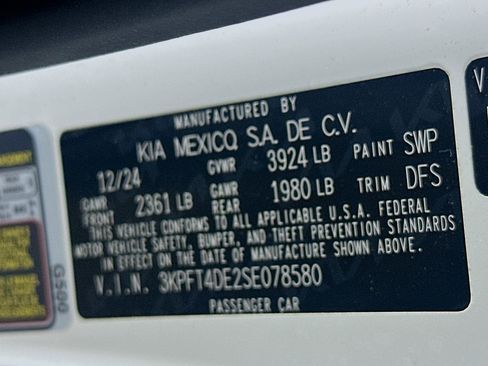 MANUFACTURED BY
KIA MEXICO, S.A. DE C.V.
12/24 GVWR 3924 LB PAINT SWP
GAWR FRONT 2361 LB GAWR REAR 1980 LB TRIM DFS
THIS VEHICLE CONFORMS TO ALL APPLICABLE U.S.A. FEDERAL
MOTOR VEHICLE SAFETY, BUMPER, AND THEFT PREVENTION STANDARDS
IN EFFECT ON THE DATE OF MANUFACTURE SHOWN ABOVE.
V.I.N. 3KPFT4DE2SE078580
PASSENGER CAR
G500
V